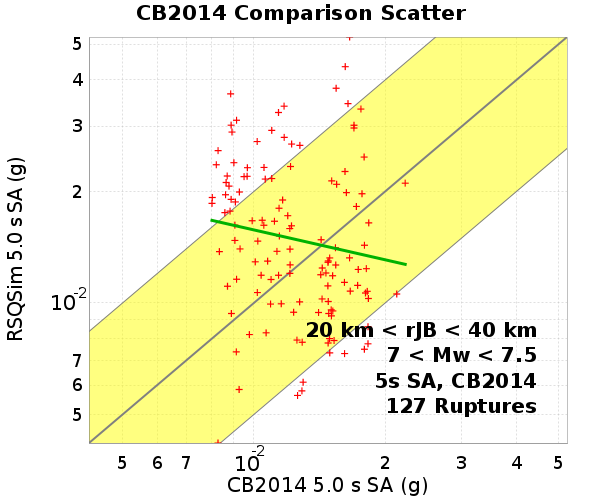 CB2014 Comparison Scatter
RSQSim 5.0 s SA (g)
5
4
3
2
10-2
7
6
5
20 km < rJB < 40 km
7 < Mw < 7.5
5s SA, CB2014
127 Ruptures
5 6 7 10-2 2 3 4 5
CB2014 5.0 s SA (g)